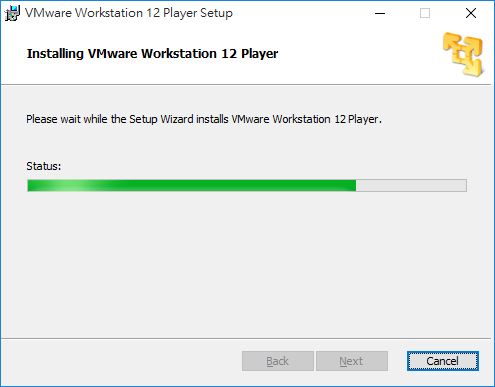 VMware Workstation 12 Player Setup
Installing VMware Workstation 12 Player
Please wait while the Setup Wizard installs VMware Workstation 12 Player.
Status:
Back
Next
Cancel